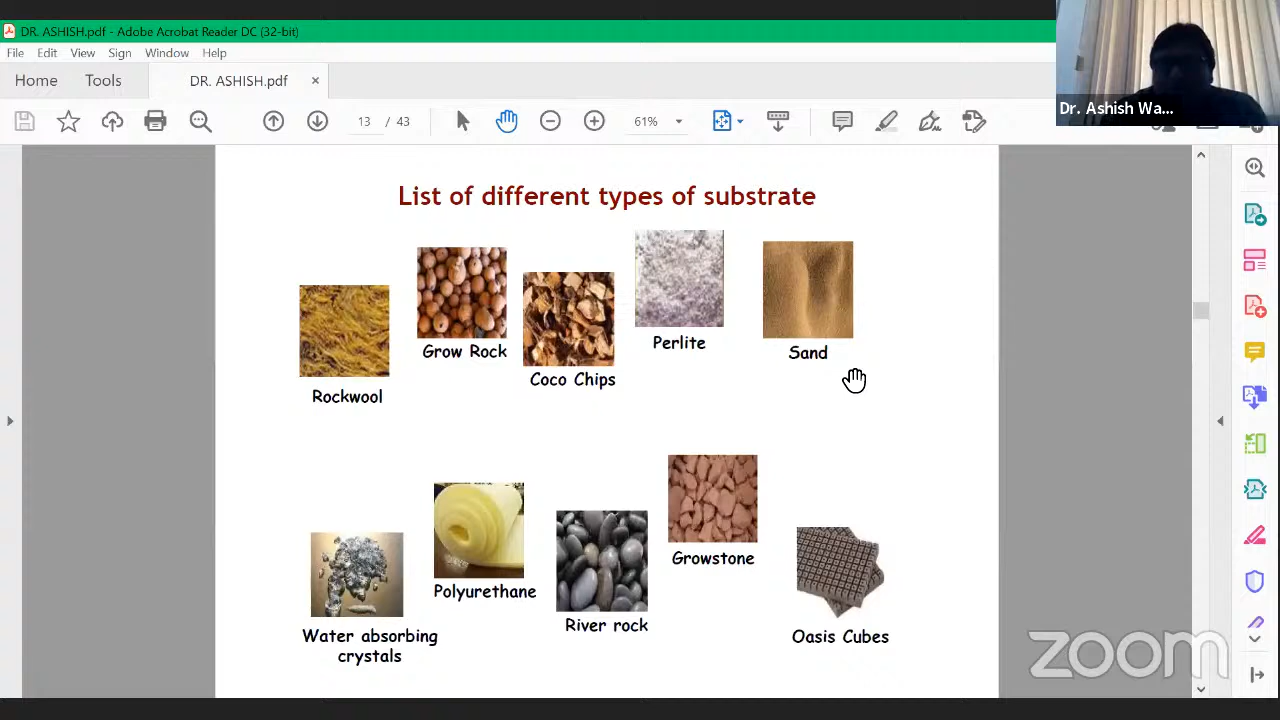 DR. ASHISH.pdf - Adobe Acrobat Reader DC (32-bit)
File Edit View Sign Window Help
Home Tools DR. ASHISH.pdf ×
13 / 43 61%
Dr. Ashish Wa...
List of different types of substrate
Rockwool
Grow Rock
Coco Chips
Perlite
Sand
Water absorbing
crystals
Polyurethane
River rock
Growstone
Oasis Cubes
zoom